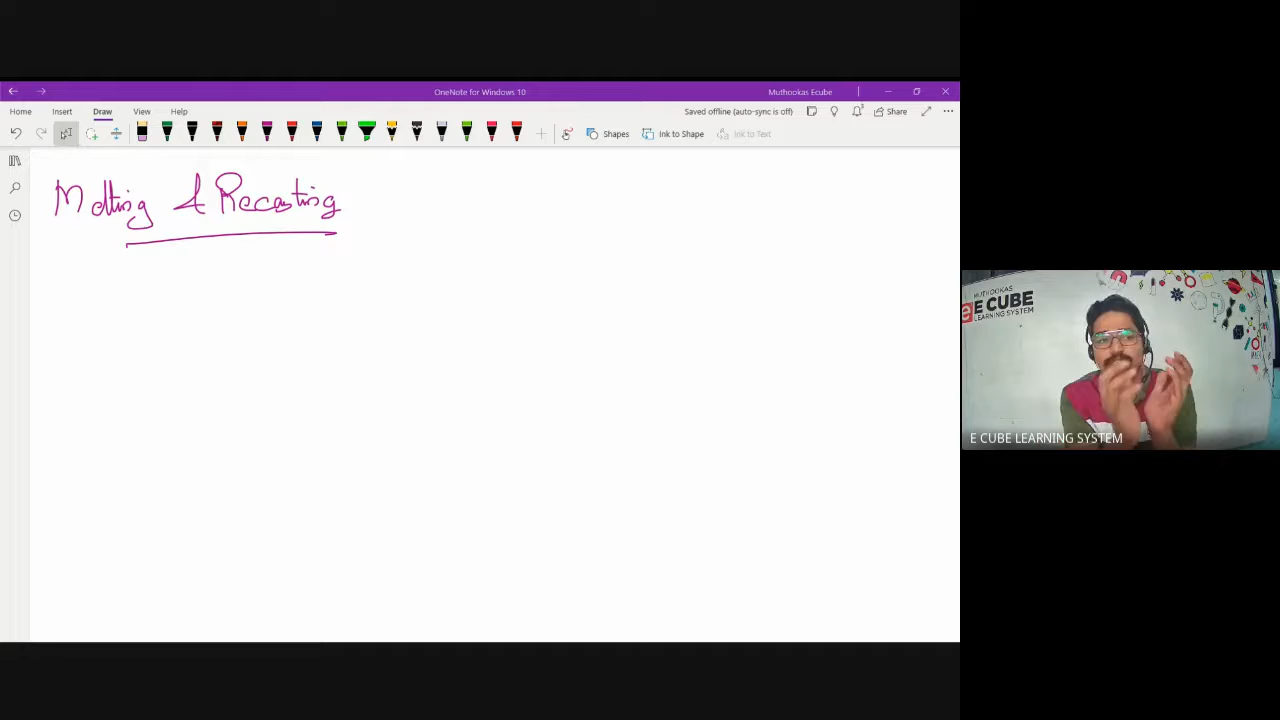 OneNote for Windows 10
Muthookas Ecube
Home Insert Draw View Help
Saved offline (auto-sync is off)
Share
Shapes
Ink to Shape
Ink to Text
Melting & Recasting
MUTHOOKAS
E CUBE
LEARNING SYSTEM
E CUBE LEARNING SYSTEM